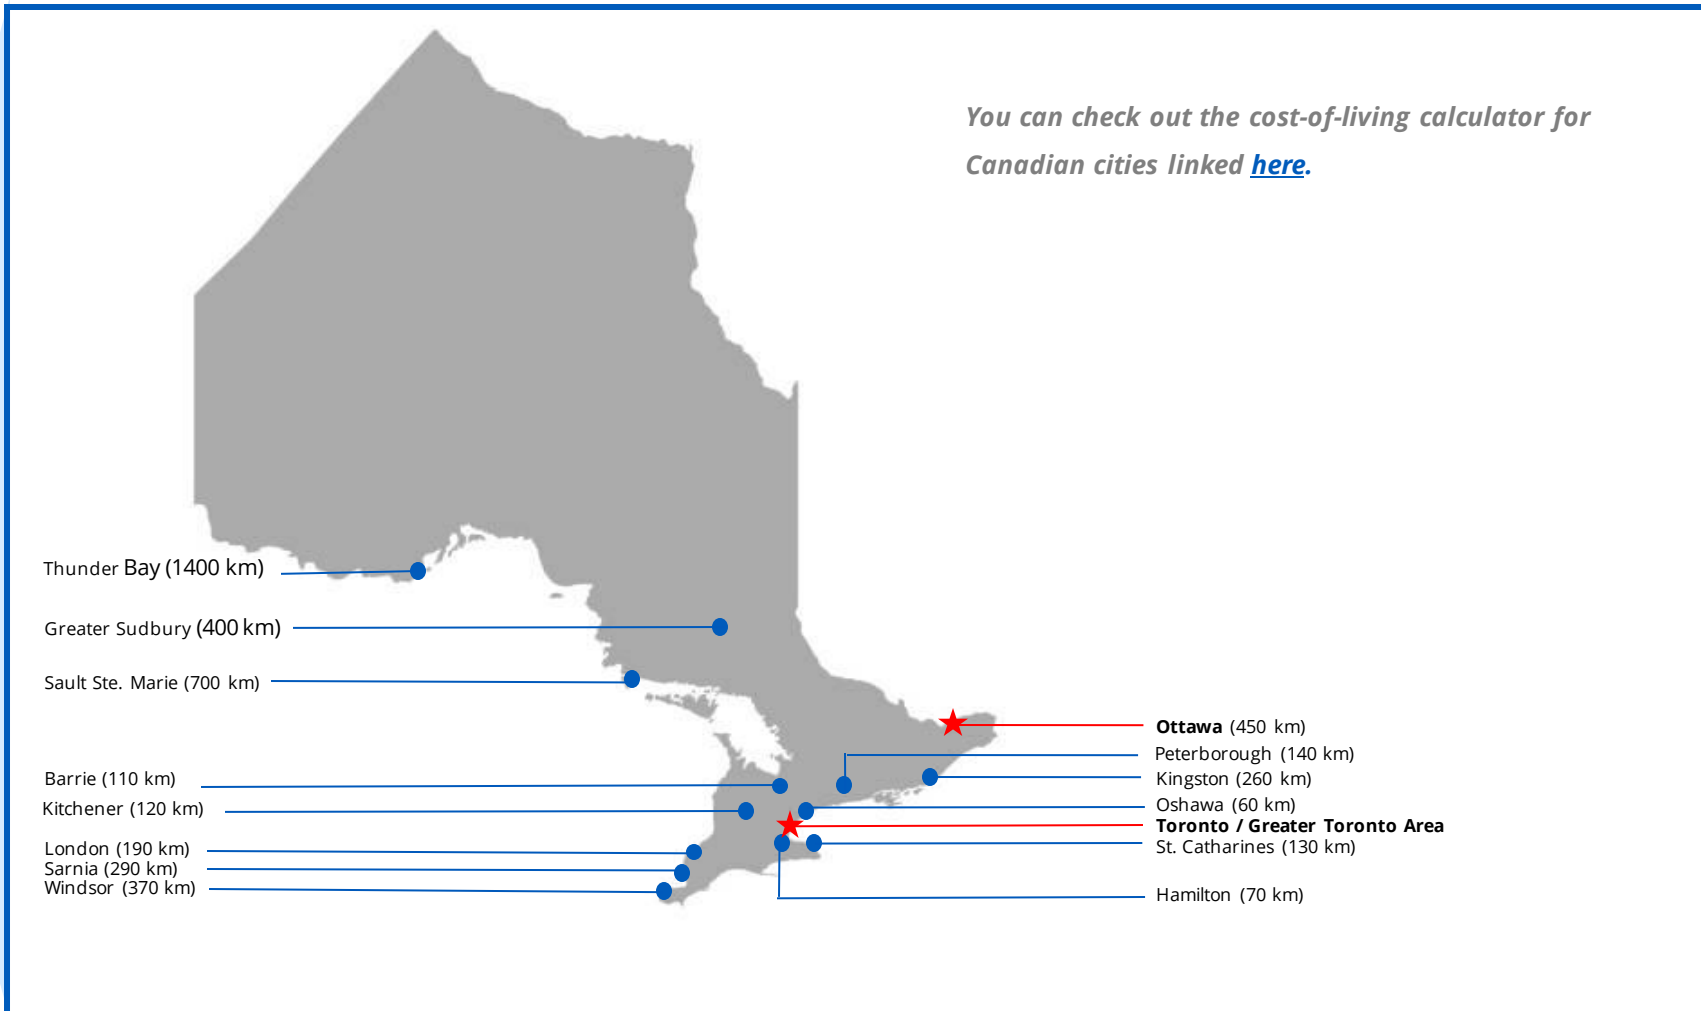 You can check out the cost-of-living calculator for
Canadian cities linked here.
Thunder Bay (1400 km)
Greater Sudbury (400 km)
Sault Ste. Marie (700 km)
Barrie (110 km)
Kitchener (120 km)
London (190 km)
Sarnia (290 km)
Windsor (370 km)
Ottawa (450 km)
Peterborough (140 km)
Kingston (260 km)
Oshawa (60 km)
Toronto / Greater Toronto Area
St. Catharines (130 km)
Hamilton (70 km)